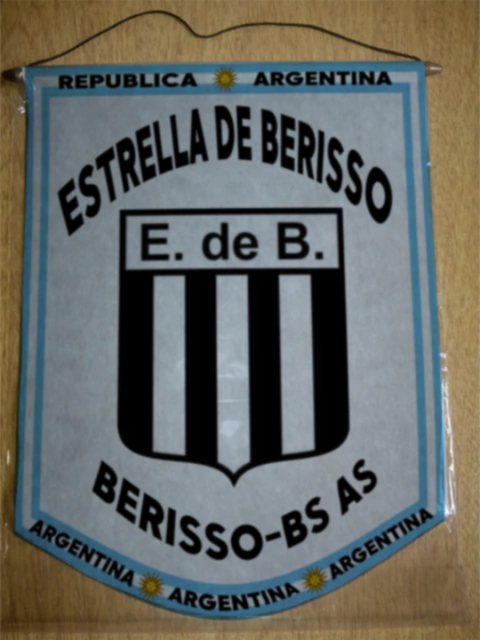 REPUBLICA ARGENTINA
ESTRELLA DE BERISSO
E. de B.
BERISSO-BS AS
ARGENTINA ARGENTINA ARGENTINA